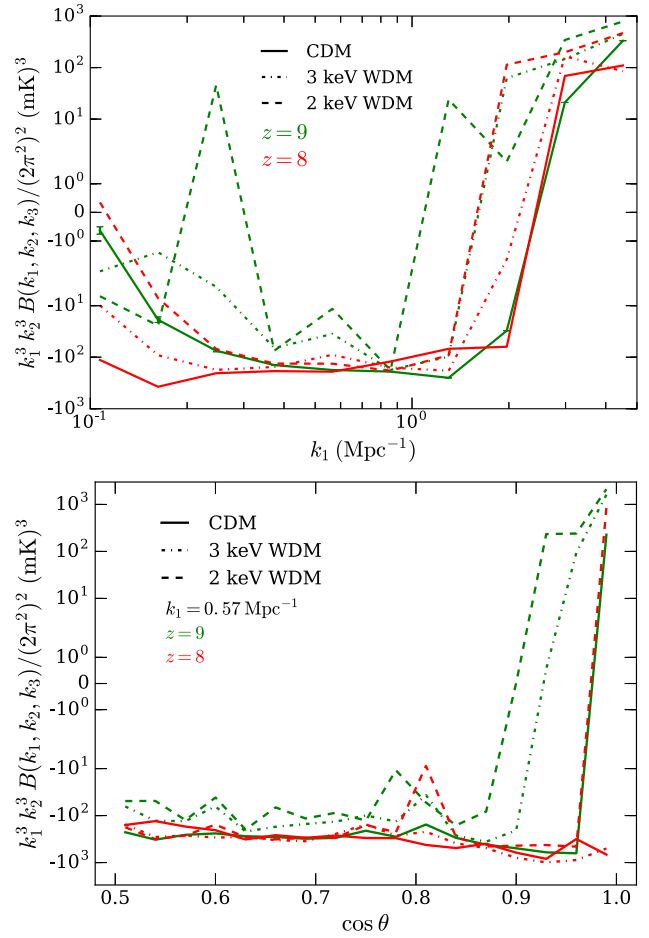 10³
10²
10¹
10⁰
0
-10⁰
-10¹
-10²
-10³
k₁³ k₂³ B(k₁, k₂, k₃)/(2π²)² (mK)³
CDM
3 keV WDM
2 keV WDM
z = 9
z = 8
10⁻¹ 10⁰
k₁ (Mpc⁻¹)
10³
10²
10¹
10⁰
0
-10⁰
-10¹
-10²
-10³
k₁³ k₂³ B(k₁, k₂, k₃)/(2π²)² (mK)³
CDM
3 keV WDM
2 keV WDM
k₁ = 0.57 Mpc⁻¹
z = 9
z = 8
0.5 0.6 0.7 0.8 0.9 1.0
cos θ